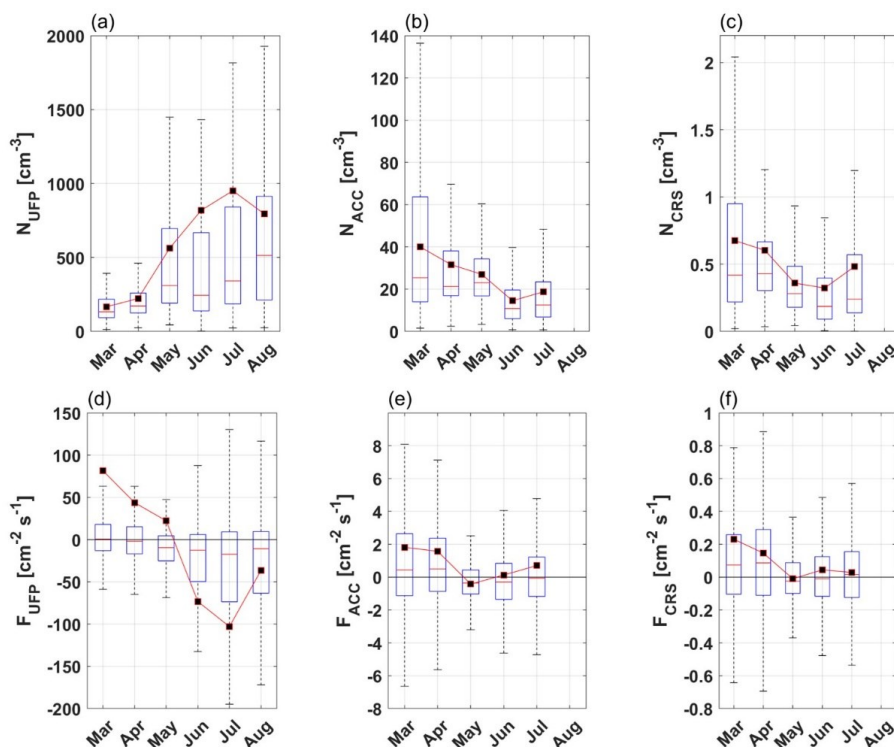 (a)
2000
1500
1000
500
0
N_UFP [cm^-3]
Mar Apr May Jun Jul Aug
(b)
140
120
100
80
60
40
20
0
N_ACC [cm^-3]
Mar Apr May Jun Jul Aug
(c)
2
1.5
1
0.5
0
N_CRS [cm^-3]
Mar Apr May Jun Jul Aug
(d)
150
100
50
0
-50
-100
-150
-200
F_UFP [cm^-2 s^-1]
Mar Apr May Jun Jul Aug
(e)
8
6
4
2
0
-2
-4
-6
-8
F_ACC [cm^-2 s^-1]
Mar Apr May Jun Jul Aug
(f)
1
0.8
0.6
0.4
0.2
0
-0.2
-0.4
-0.6
-0.8
F_CRS [cm^-2 s^-1]
Mar Apr May Jun Jul Aug